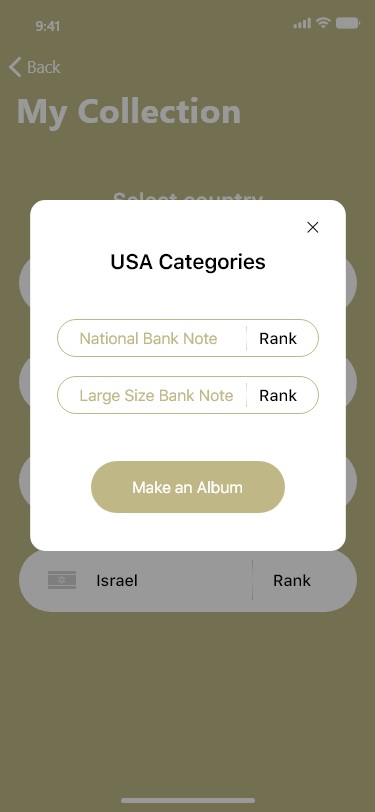 9:41
Back
My Collection
Select country
USA Categories
National Bank Note Rank
Large Size Bank Note Rank
Make an Album
Israel Rank